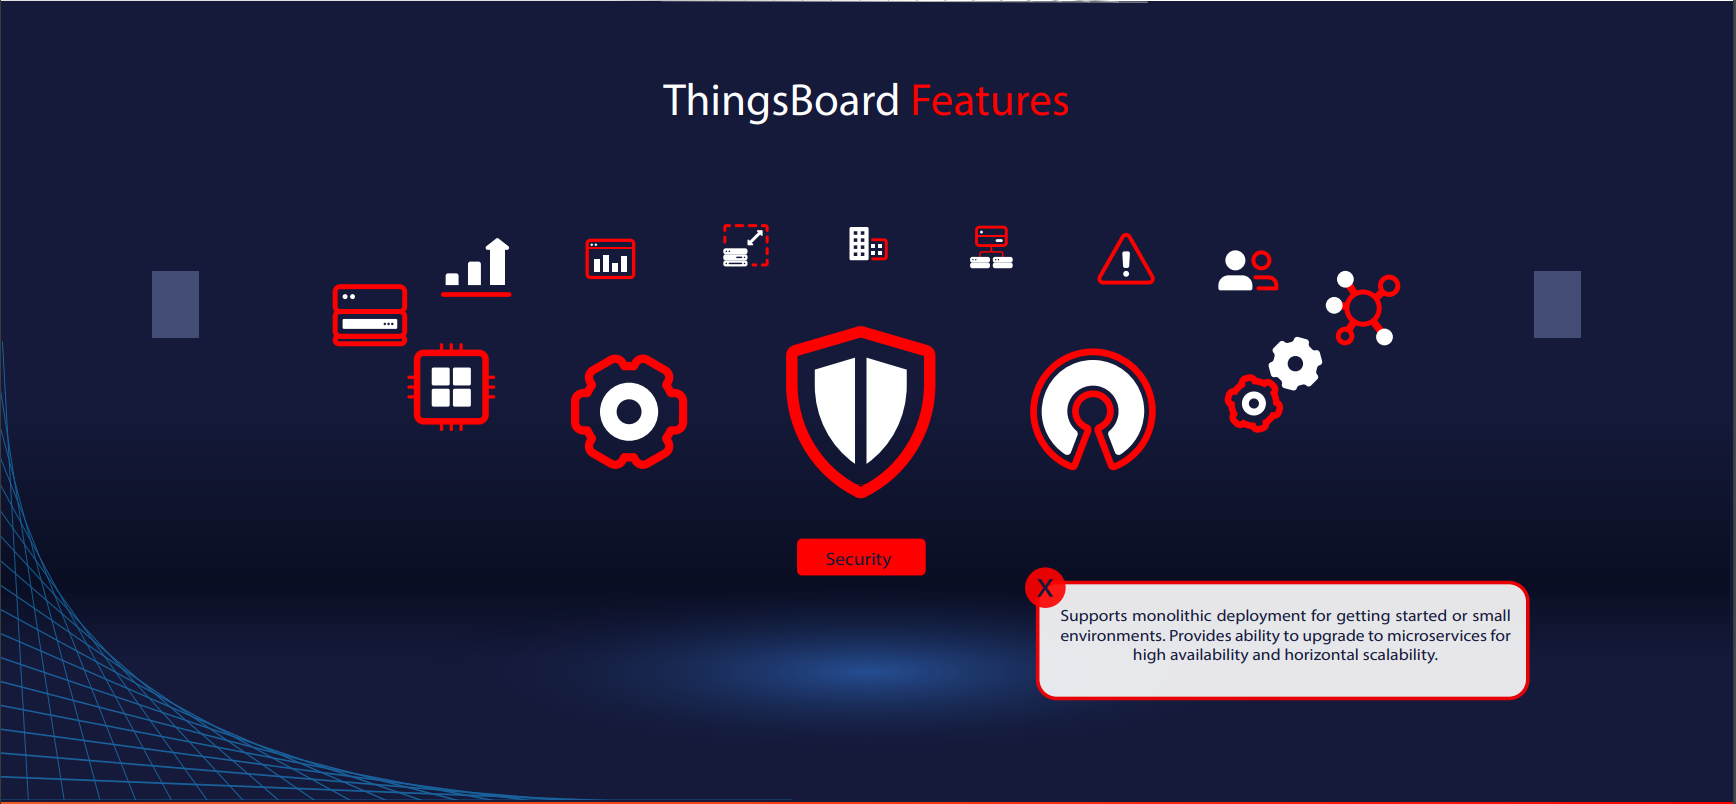 ThingsBoard Features
Security
X
Supports monolithic deployment for getting started or small
environments. Provides ability to upgrade to microservices for
high availability and horizontal scalability.